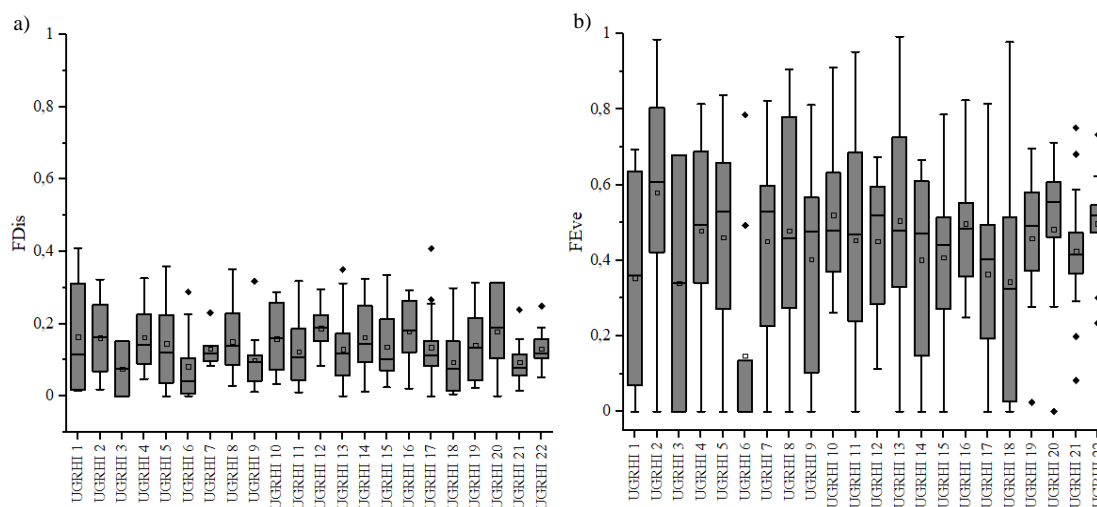 a)
1
0,8
0,6
0,4
0,2
0
FDis
UGRHI 1
UGRHI 2
UGRHI 3
UGRHI 4
UGRHI 5
UGRHI 6
UGRHI 7
UGRHI 8
UGRHI 9
UGRHI 10
UGRHI 11
UGRHI 12
UGRHI 13
UGRHI 14
UGRHI 15
UGRHI 16
UGRHI 17
UGRHI 18
UGRHI 19
UGRHI 20
UGRHI 21
UGRHI 22
b)
1
0,8
0,6
0,4
0,2
0
FEve
UGRHI 1
UGRHI 2
UGRHI 3
UGRHI 4
UGRHI 5
UGRHI 6
UGRHI 7
UGRHI 8
UGRHI 9
UGRHI 10
UGRHI 11
UGRHI 12
UGRHI 13
UGRHI 14
UGRHI 15
UGRHI 16
UGRHI 17
UGRHI 18
UGRHI 19
UGRHI 20
UGRHI 21
UGRHI 22